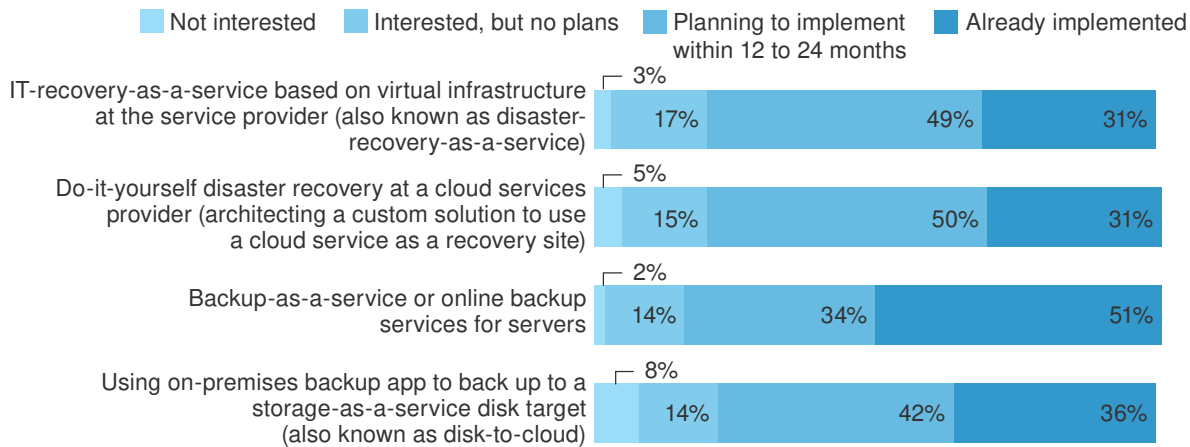 Not interested
Interested, but no plans
Planning to implement
within 12 to 24 months
Already implemented
IT-recovery-as-a-service based on virtual infrastructure
at the service provider (also known as disaster-
recovery-as-a-service)
3%
17%
49%
31%
Do-it-yourself disaster recovery at a cloud services
provider (architecting a custom solution to use
a cloud service as a recovery site)
5%
15%
50%
31%
Backup-as-a-service or online backup
services for servers
2%
14%
34%
51%
Using on-premises backup app to back up to a
storage-as-a-service disk target
(also known as disk-to-cloud)
8%
14%
42%
36%